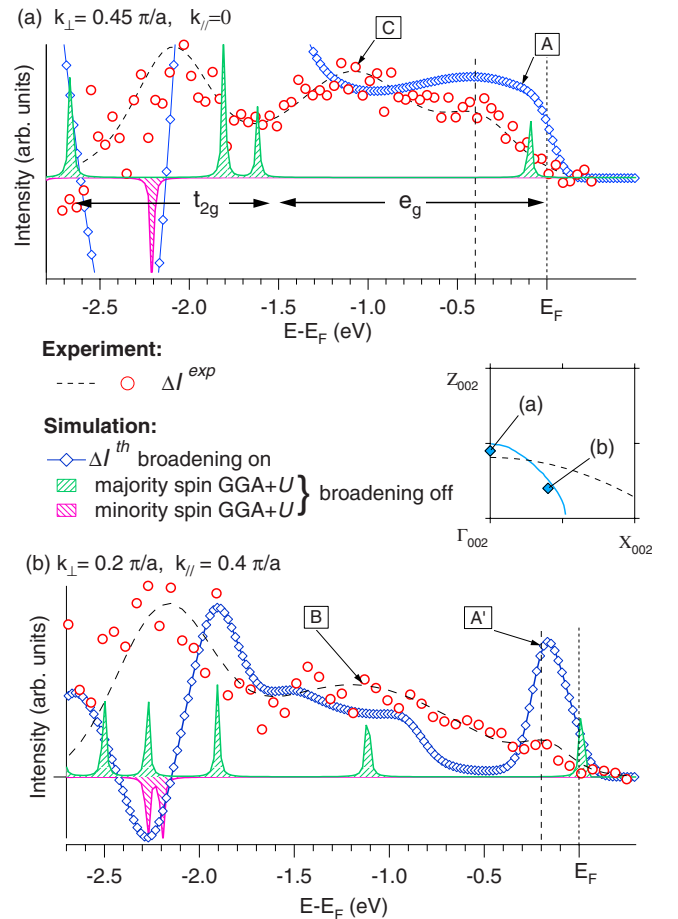 (a) k⊥= 0.45 π/a, k//=0
C
A
Intensity (arb. units)
t2g
eg
-2.5 -2.0 -1.5 -1.0 -0.5 EF
E-EF (eV)
Experiment:
ΔI exp
Simulation:
ΔI th broadening on
majority spin GGA+U
minority spin GGA+U
} broadening off
Z002
(a)
(b)
Γ002
X002
(b) k⊥= 0.2 π/a, k// = 0.4 π/a
B
A'
Intensity (arb. units)
-2.5 -2.0 -1.5 -1.0 -0.5 EF
E-EF (eV)